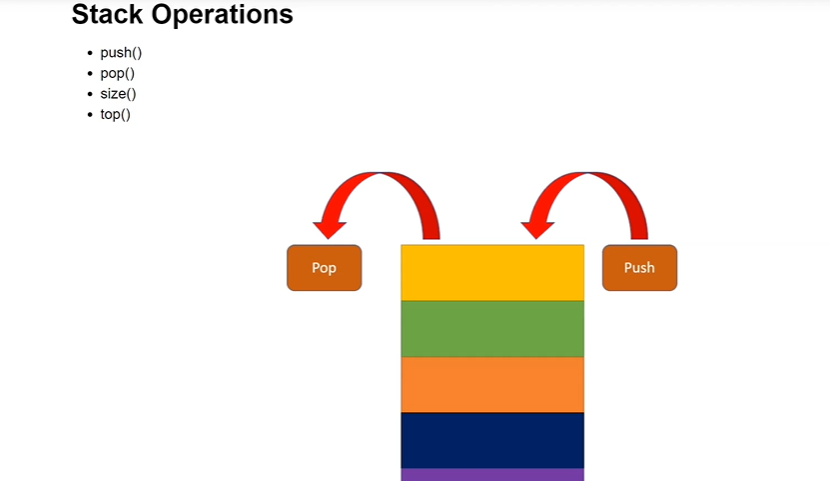 Stack Operations
push()
pop()
size()
top()
Pop
Push